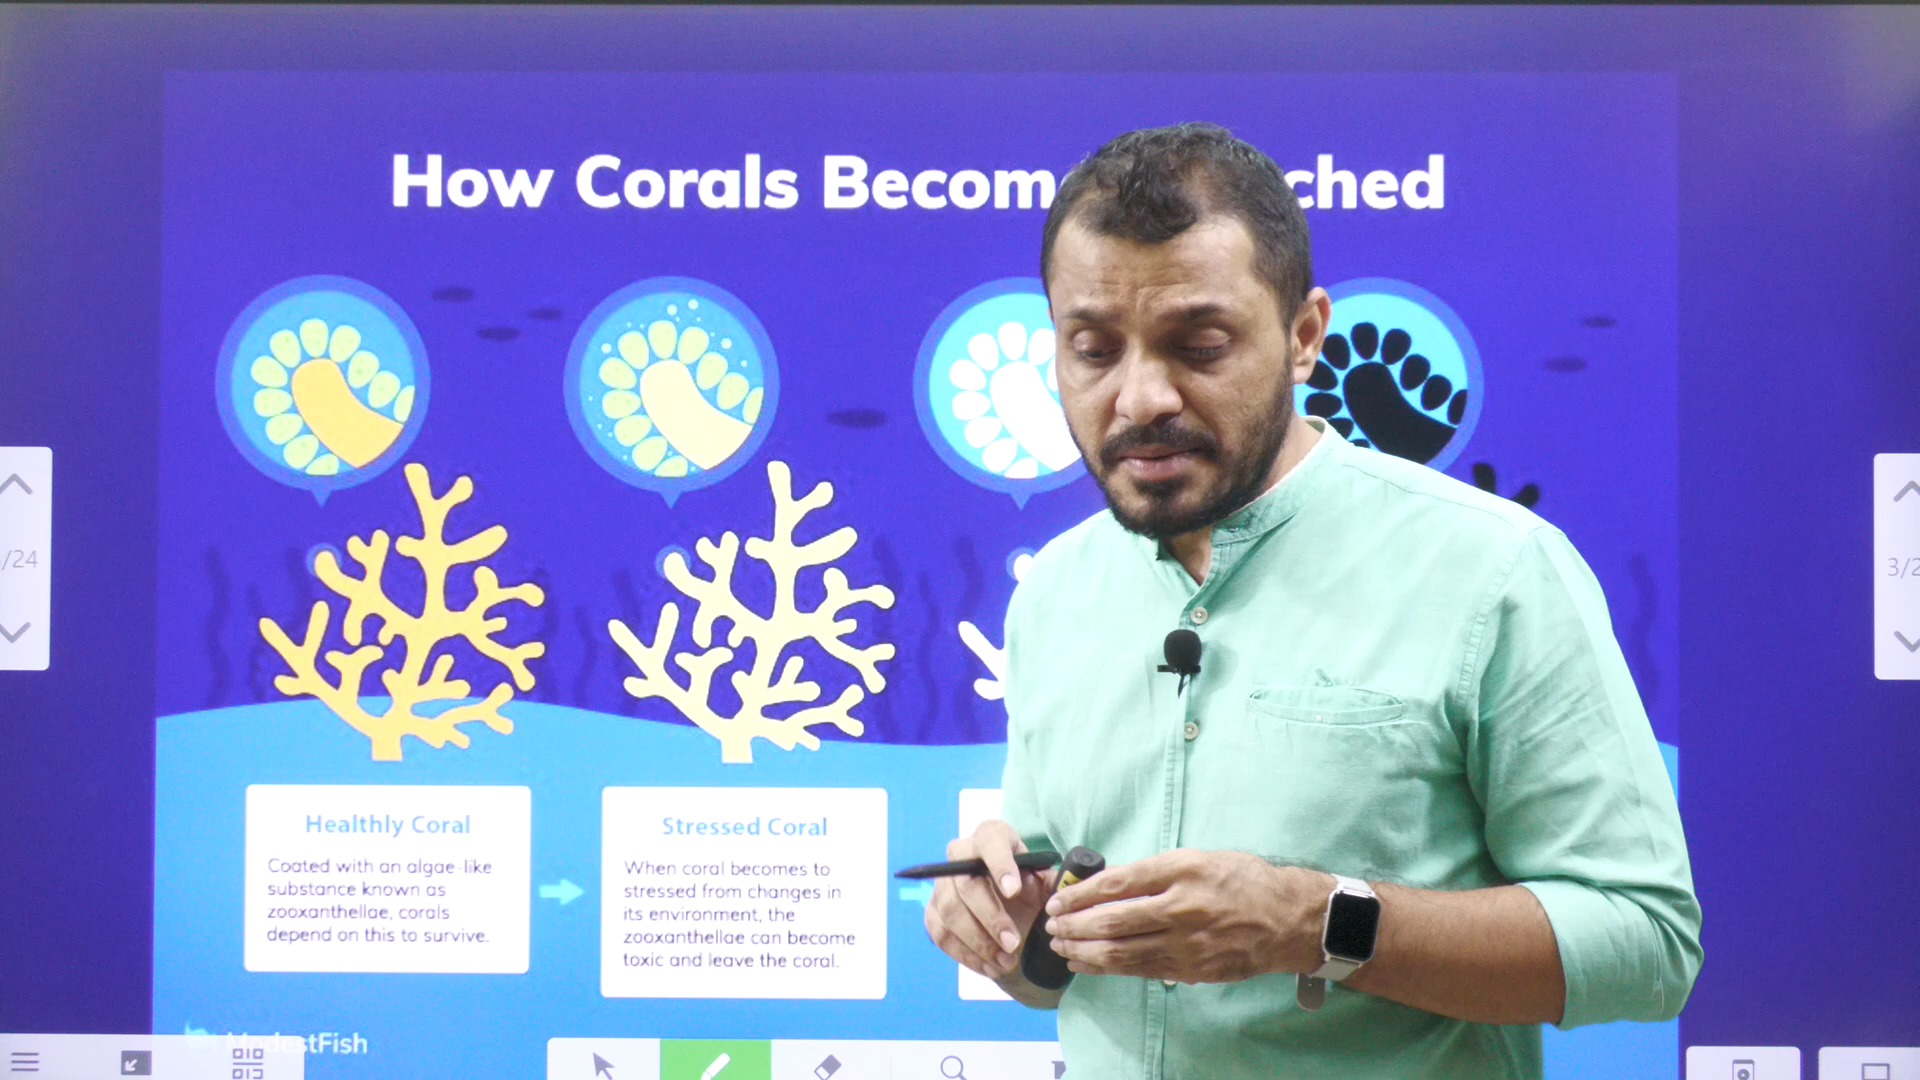 How Corals Becom ched
/24
3/2
Healthly Coral
Coated with an algae-like
substance known as
zooxanthellae, corals
depend on this to survive.
Stressed Coral
When coral becomes to
stressed from changes in
its environment, the
zooxanthellae can become
toxic and leave the coral.
ModestFish